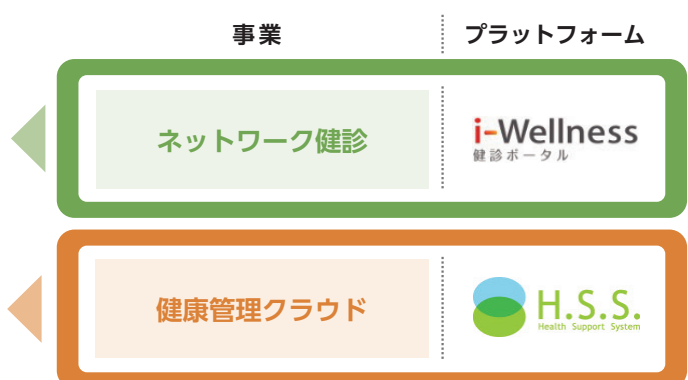 事業
プラットフォーム
ネットワーク健診
i-Wellness
健診ポータル
健康管理クラウド
H.S.S.
Health Support System